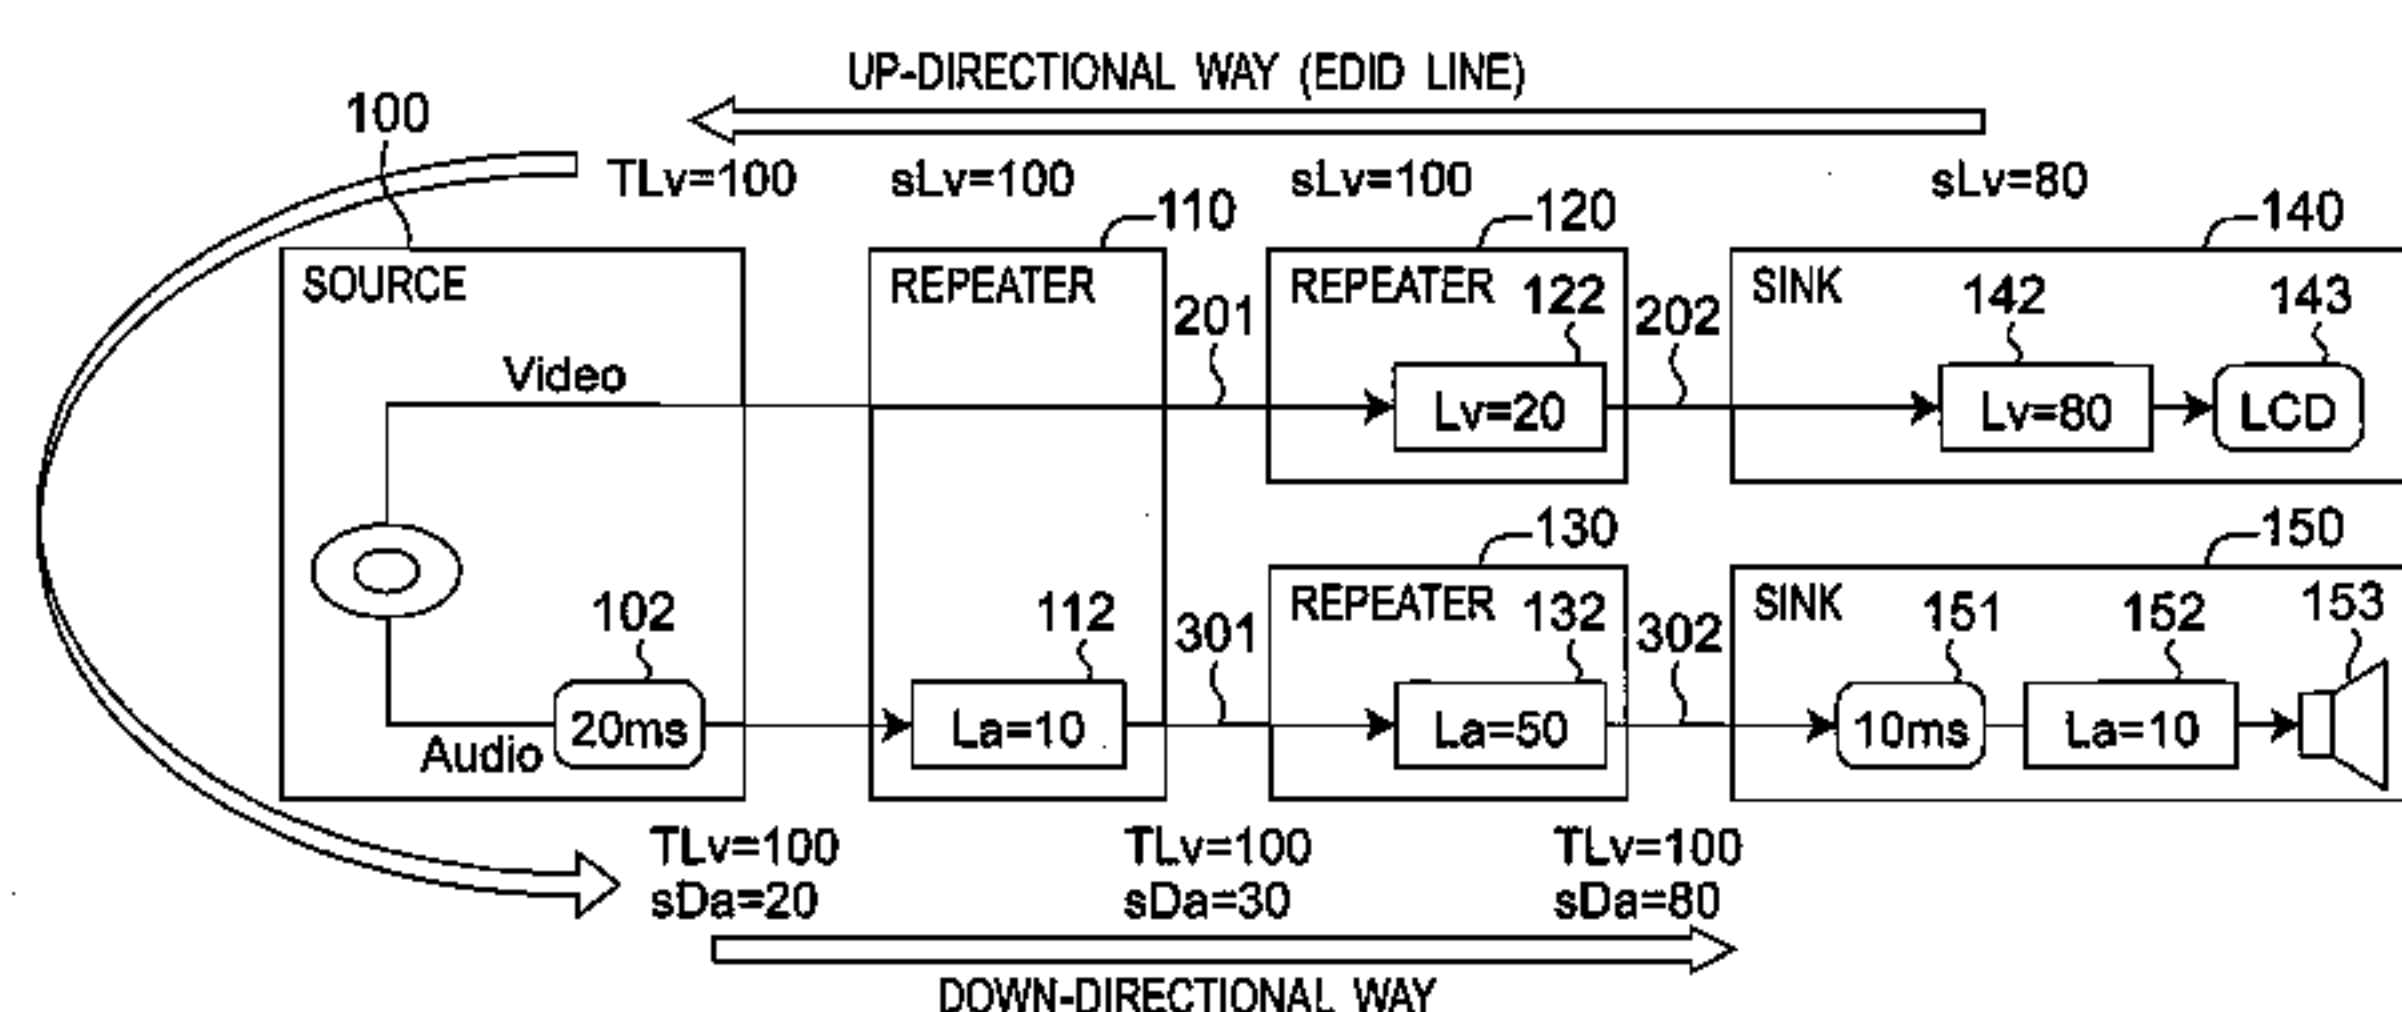 UP-DIRECTIONAL WAY (EDID LINE)
100
TLv=100 sLv=100 sLv=100 sLv=80
110 120 140
SOURCE REPEATER REPEATER SINK
201 122 202 142 143
Video
Lv=20 Lv=80 LCD
130 150
REPEATER SINK
102 112 301 132 302 151 152 153
20ms La=10 La=50 10ms La=10
Audio
TLv=100 TLv=100 TLv=100
sDa=20 sDa=30 sDa=80
DOWN-DIRECTIONAL WAY